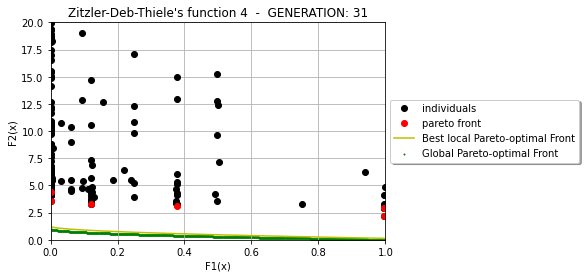 Zitzler-Deb-Thiele's function 4 - GENERATION: 31
20.0
17.5
15.0
12.5
10.0
7.5
5.0
2.5
0.0
F2(x)
0.0 0.2 0.4 0.6 0.8 1.0
F1(x)
individuals
pareto front
Best local Pareto-optimal Front
Global Pareto-optimal Front